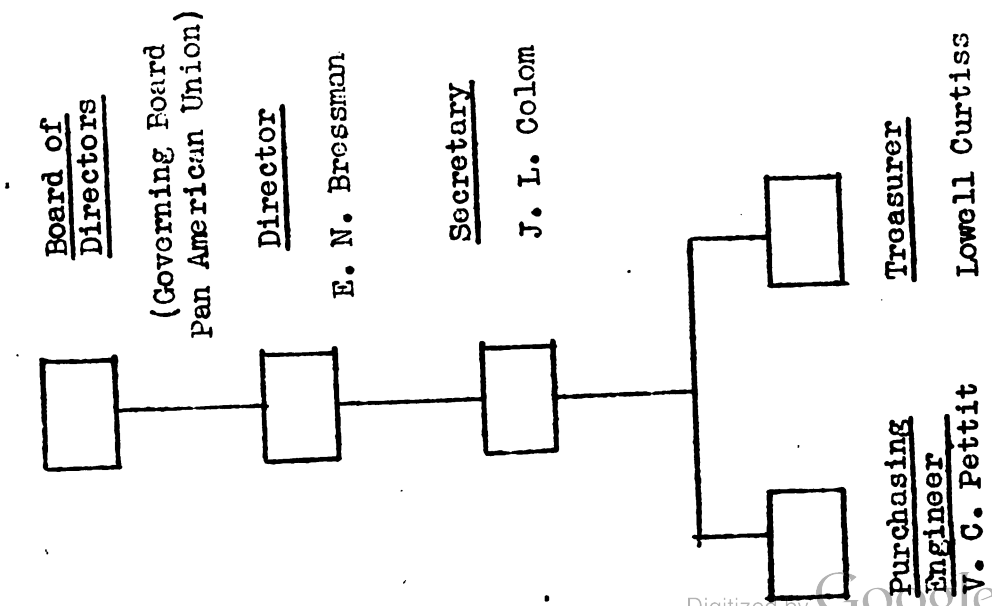 Board of
Directors
(Governing Board
Pan American Union)
Director
E. N. Bressman
Secretary
J. L. Colom
Treasurer
Lowell Curtiss
Purchasing
Engineer
V. C. Pettit
Digitized by Google